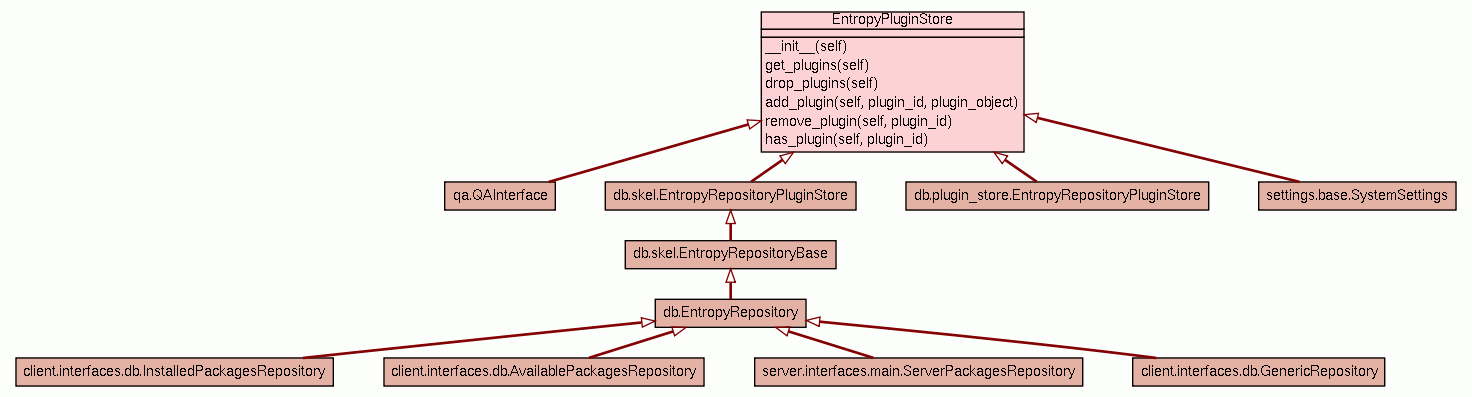 EntropyPluginStore
__init__(self)
get_plugins(self)
drop_plugins(self)
add_plugin(self, plugin_id, plugin_object)
remove_plugin(self, plugin_id)
has_plugin(self, plugin_id)
qa.QAInterface
db.skel.EntropyRepositoryPluginStore
db.plugin_store.EntropyRepositoryPluginStore
settings.base.SystemSettings
db.skel.EntropyRepositoryBase
db.EntropyRepository
client.interfaces.db.InstalledPackagesRepository
client.interfaces.db.AvailablePackagesRepository
server.interfaces.main.ServerPackagesRepository
client.interfaces.db.GenericRepository